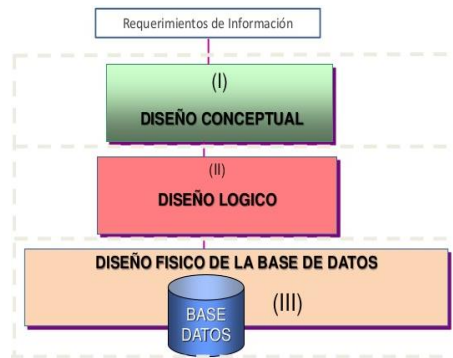 Requerimientos de Información
(I)
DISEÑO CONCEPTUAL
(II)
DISEÑO LOGICO
DISEÑO FISICO DE LA BASE DE DATOS
(III)
BASE
DATOS